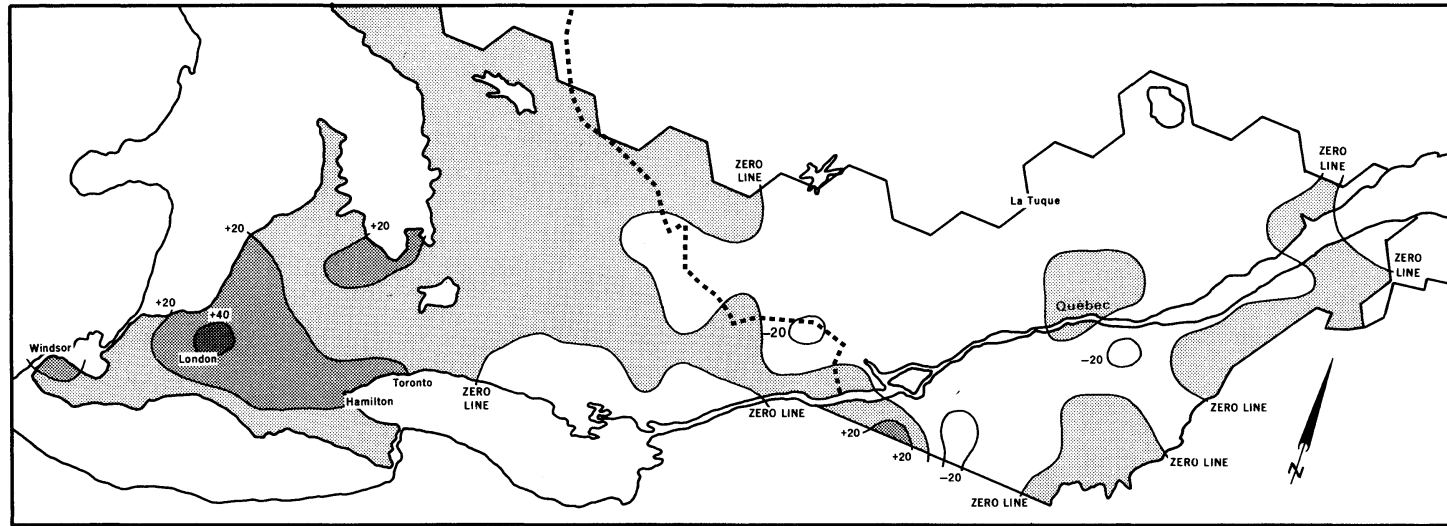 ZERO
LINE
ZERO
LINE
La Tuque
+20
+20
ZERO
LINE
+20
Québec
+40
-20
Windsor
London
-20
Toronto
Hamilton
ZERO
LINE
ZERO LINE
ZERO LINE
+20
+20
-20
ZERO LINE
ZERO LINE
N